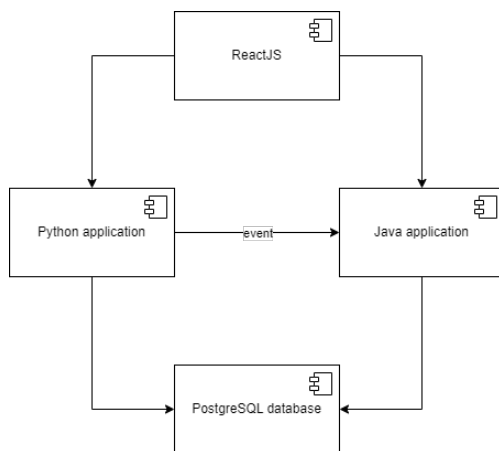 ReactJS
Python application
event
Java application
PostgreSQL database